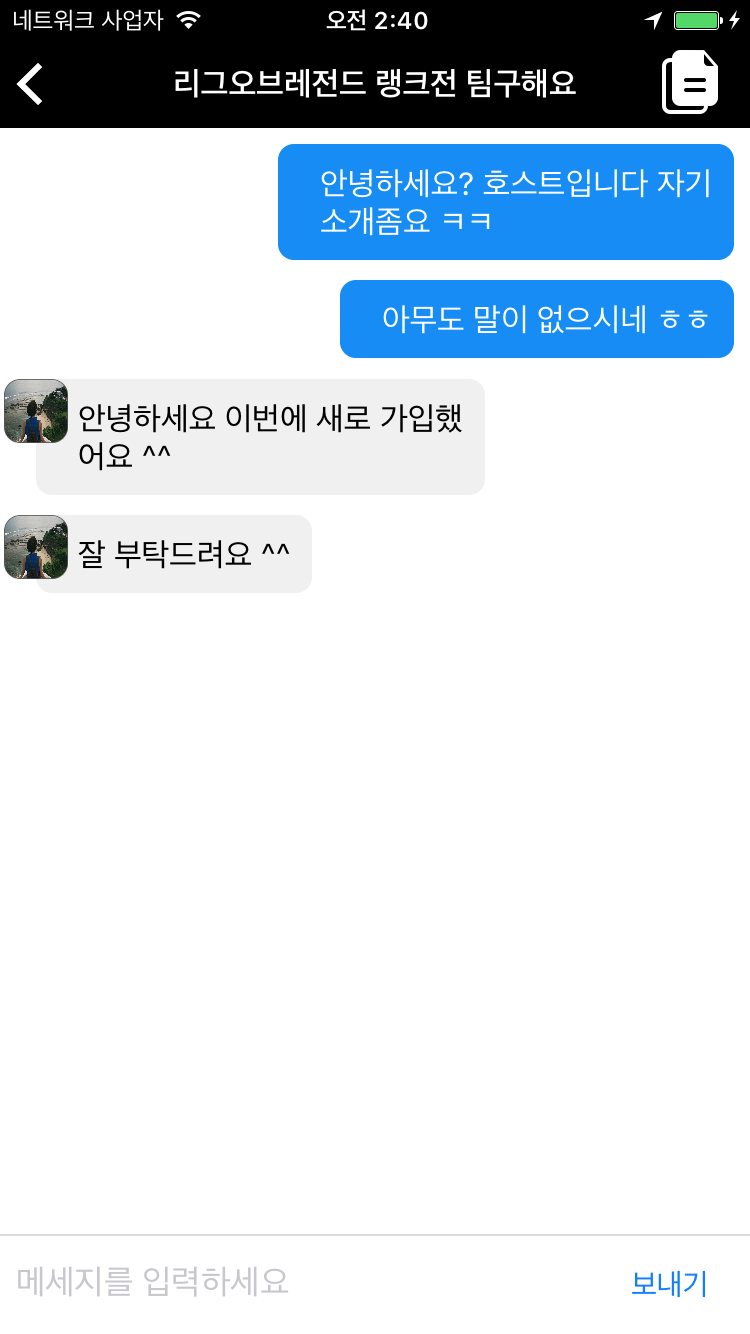 네트워크 사업자
오전 2:40
리그오브레전드 랭크전 팀구해요
안녕하세요? 호스트입니다 자기
소개좀요 ㅋㅋ
아무도 말이 없으시네 ㅎㅎ
안녕하세요 이번에 새로 가입했
어요 ^^
잘 부탁드려요 ^^
메세지를 입력하세요
보내기